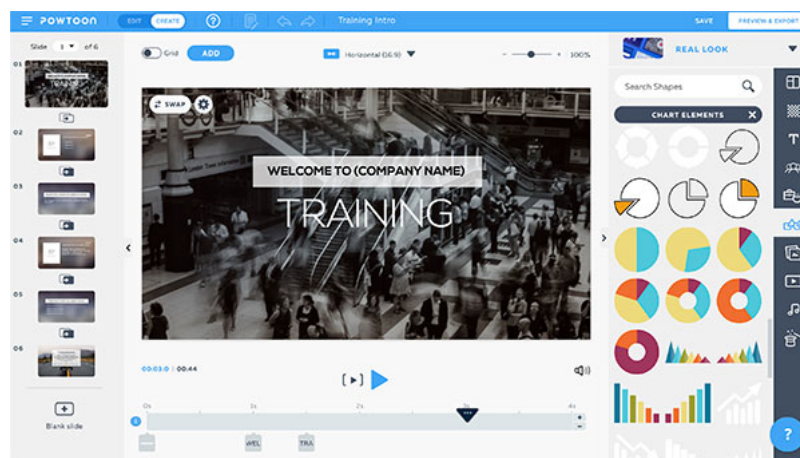 POWTOON
EDIT
CREATE
?
Training Intro
SAVE
PREVIEW & EXPORT
Slide 1 of 6
Grid
ADD
Horizontal (16:9)
- + 100%
REAL LOOK
Search Shapes
CHART ELEMENTS X
01
02
03
04
05
06
Blank slide
SWAP
WELCOME TO (COMPANY NAME)
TRAINING
00:03.0 00:44
0s 1s 2s 3s 4s
WEL
TRA
T
?